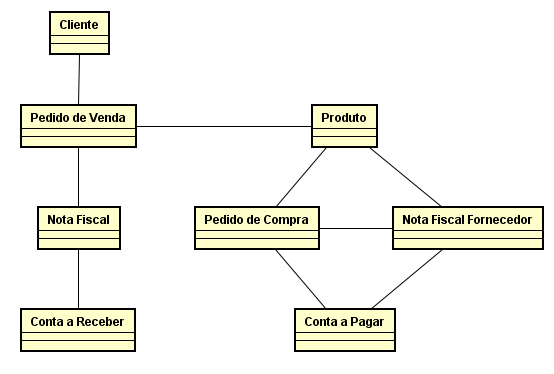 Cliente
Pedido de Venda
Produto
Nota Fiscal
Pedido de Compra
Nota Fiscal Fornecedor
Conta a Receber
Conta a Pagar